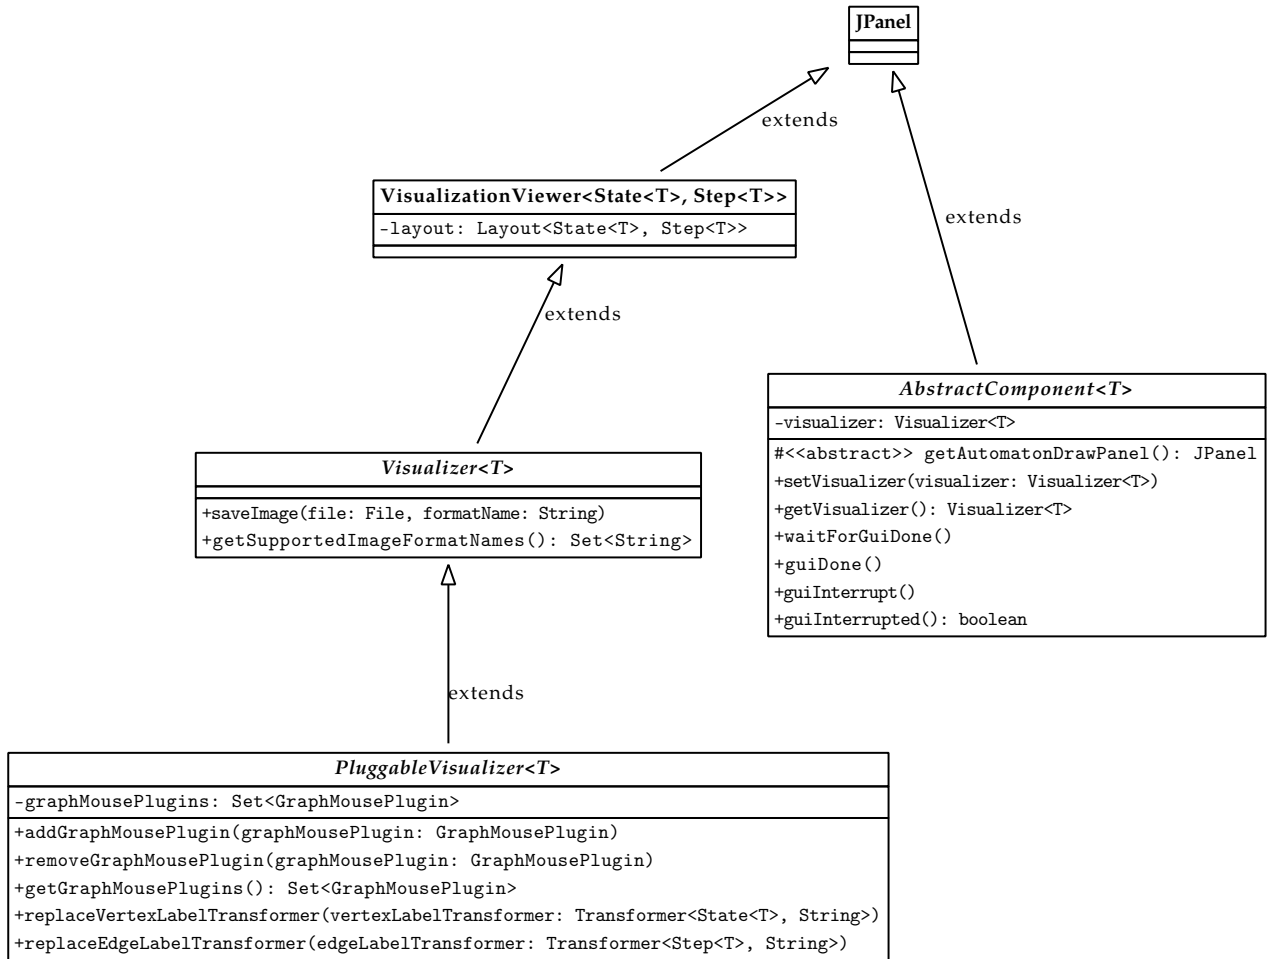 JPanel
extends
VisualizationViewer<State<T>, Step<T>>
-layout: Layout<State<T>, Step<T>>
extends
extends
AbstractComponent<T>
-visualizer: Visualizer<T>
#<<abstract>> getAutomatonDrawPanel(): JPanel
+setVisualizer(visualizer: Visualizer<T>)
+getVisualizer(): Visualizer<T>
+waitForGuiDone()
+guiDone()
+guiInterrupt()
+guiInterrupted(): boolean
Visualizer<T>
+saveImage(file: File, formatName: String)
+getSupportedImageFormatNames(): Set<String>
extends
PluggableVisualizer<T>
-graphMousePlugins: Set<GraphMousePlugin>
+addGraphMousePlugin(graphMousePlugin: GraphMousePlugin)
+removeGraphMousePlugin(graphMousePlugin: GraphMousePlugin)
+getGraphMousePlugins(): Set<GraphMousePlugin>
+replaceVertexLabelTransformer(vertexLabelTransformer: Transformer<State<T>, String>)
+replaceEdgeLabelTransformer(edgeLabelTransformer: Transformer<Step<T>, String>)